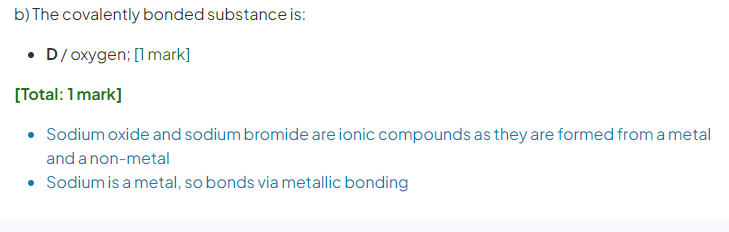 b) The covalently bonded substance is:
• D / oxygen; [1 mark]
[Total: 1 mark]
• Sodium oxide and sodium bromide are ionic compounds as they are formed from a metal
and a non-metal
• Sodium is a metal, so bonds via metallic bonding